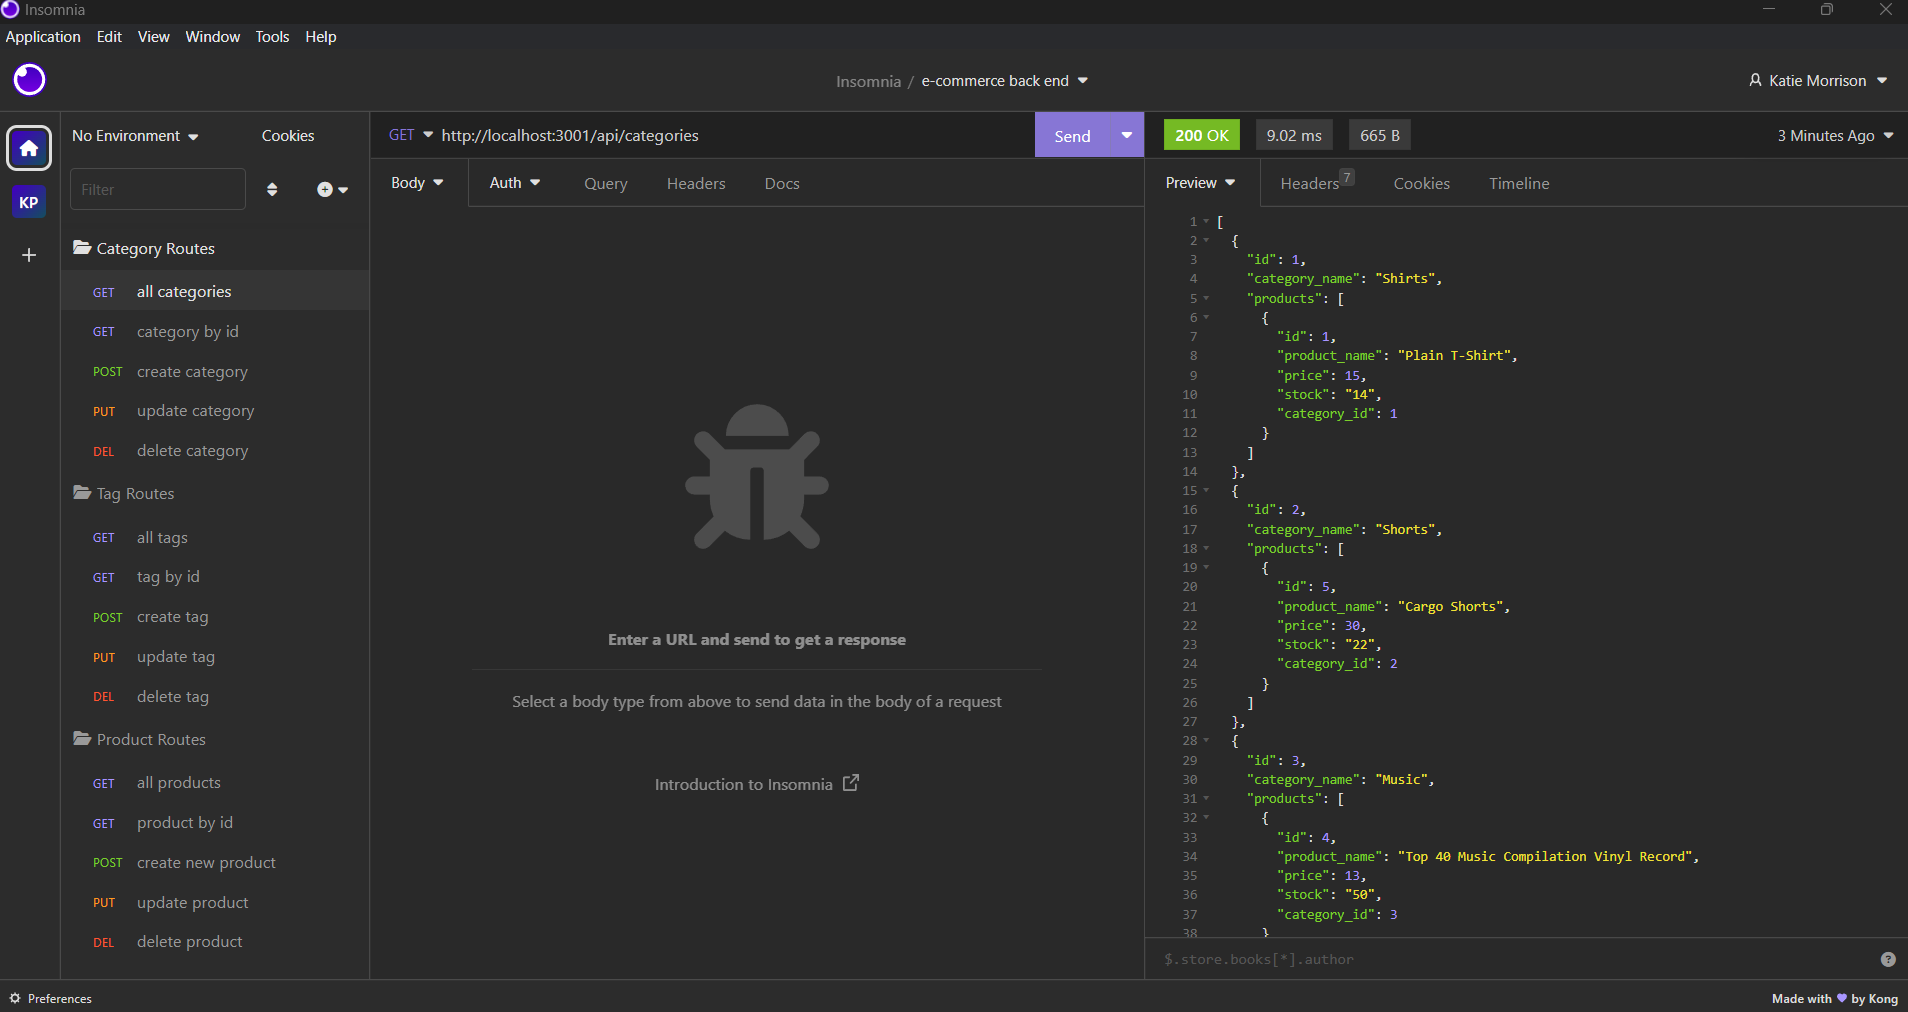 Insomnia
Application Edit View Window Tools Help
Insomnia / e-commerce back end
Katie Morrison
No Environment Cookies
GET http://localhost:3001/api/categories
Send
200 OK 9.02 ms 665 B
3 Minutes Ago
KP
Filter
Body Auth Query Headers Docs
Preview Headers 7 Cookies Timeline
Category Routes
GET all categories
GET category by id
POST create category
PUT update category
DEL delete category
Tag Routes
GET all tags
GET tag by id
POST create tag
PUT update tag
DEL delete tag
Product Routes
GET all products
GET product by id
POST create new product
PUT update product
DEL delete product
Enter a URL and send to get a response
Select a body type from above to send data in the body of a request
Introduction to Insomnia
1 [
2 {
3 "id": 1,
4 "category_name": "Shirts",
5 "products": [
6 {
7 "id": 1,
8 "product_name": "Plain T-Shirt",
9 "price": 15,
10 "stock": "14",
11 "category_id": 1
12 }
13 ]
14 },
15 {
16 "id": 2,
17 "category_name": "Shorts",
18 "products": [
19 {
20 "id": 5,
21 "product_name": "Cargo Shorts",
22 "price": 30,
23 "stock": "22",
24 "category_id": 2
25 }
26 ]
27 },
28 {
29 "id": 3,
30 "category_name": "Music",
31 "products": [
32 {
33 "id": 4,
34 "product_name": "Top 40 Music Compilation Vinyl Record",
35 "price": 13,
36 "stock": "50",
37 "category_id": 3
38 }
$.store.books[*].author
?
Preferences
Made with 💜 by Kong